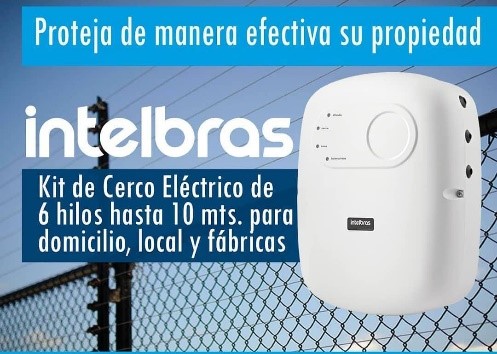 Proteja de manera efectiva su propiedad
intelbras
Kit de Cerco Eléctrico de
6 hilos hasta 10 mts. para
domicilio, local y fábricas
intelbras